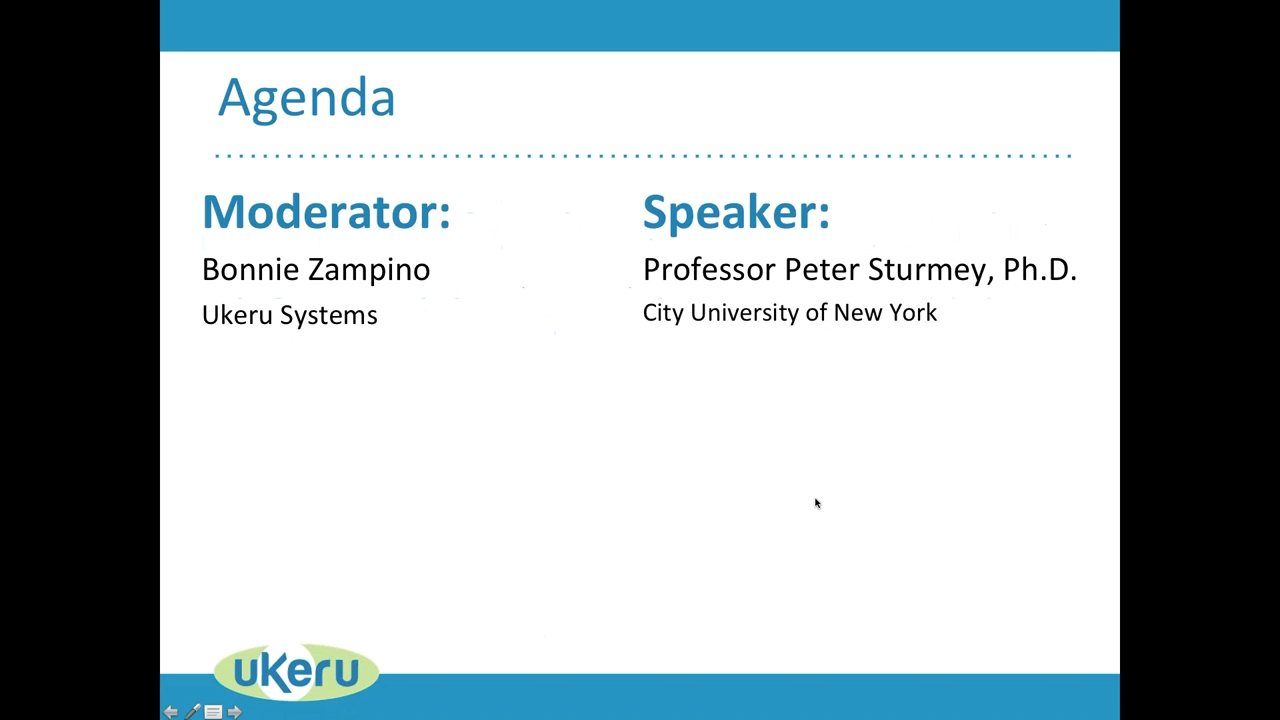 Agenda
Moderator:
Bonnie Zampino
Ukeru Systems
Speaker:
Professor Peter Sturmey, Ph.D.
City University of New York
ukeru